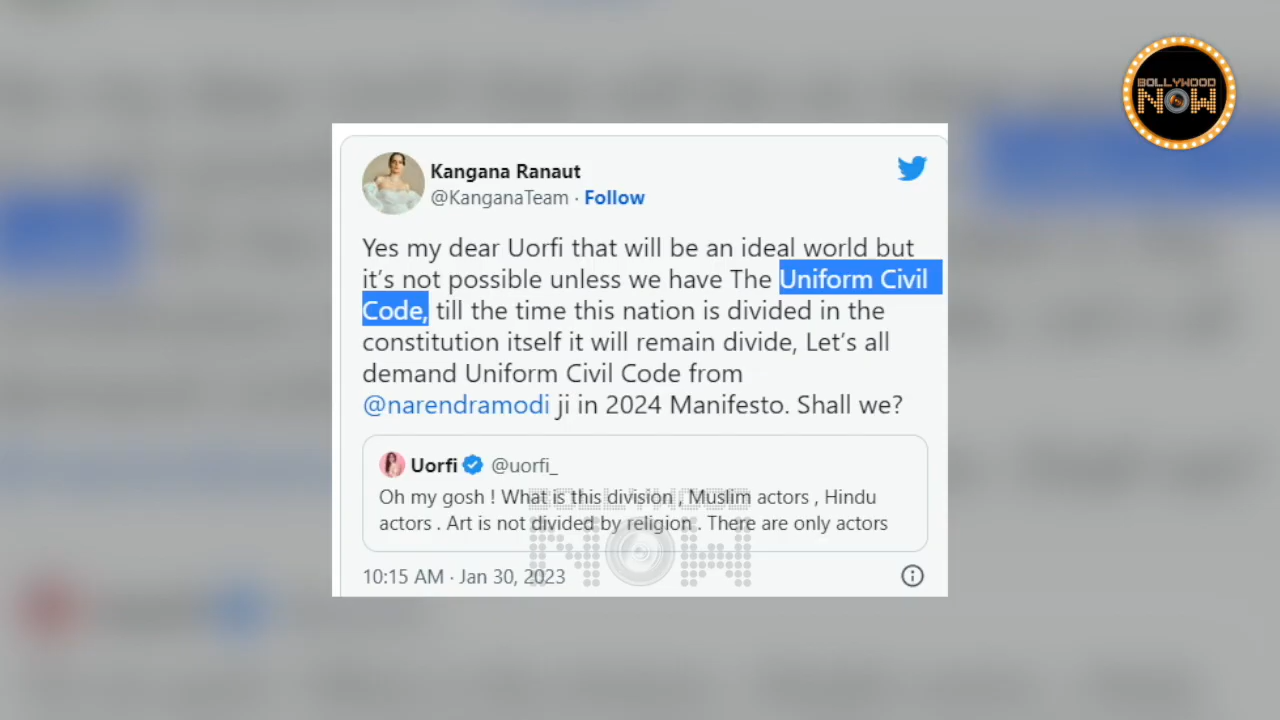 BOLLYWOOD
NOW
Kangana Ranaut
@KanganaTeam · Follow
Yes my dear Uorfi that will be an ideal world but
it's not possible unless we have The Uniform Civil
Code, till the time this nation is divided in the
constitution itself it will remain divide, Let's all
demand Uniform Civil Code from
@narendramodi ji in 2024 Manifesto. Shall we?
Uorfi @uorfi_
Oh my gosh ! What is this division , Muslim actors , Hindu
actors . Art is not divided by religion . There are only actors
BOLLYWOOD
NOW
10:15 AM · Jan 30, 2023